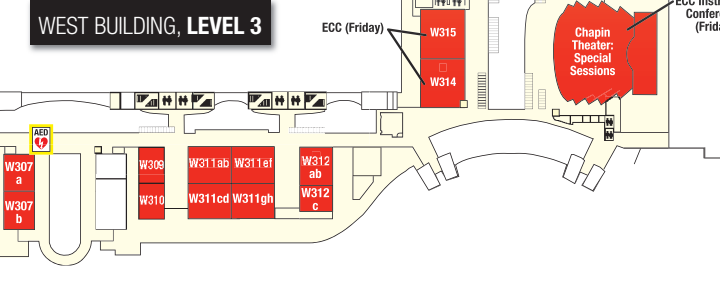 WEST BUILDING, LEVEL 3
ECC (Friday)
W315
W314
Chapin
Theater:
Special
Sessions
ECC Insti
Confere
(Frida
AED
W307
a
W307
b
W309
W310
W311ab
W311ef
W311cd
W311gh
W312
ab
W312
c